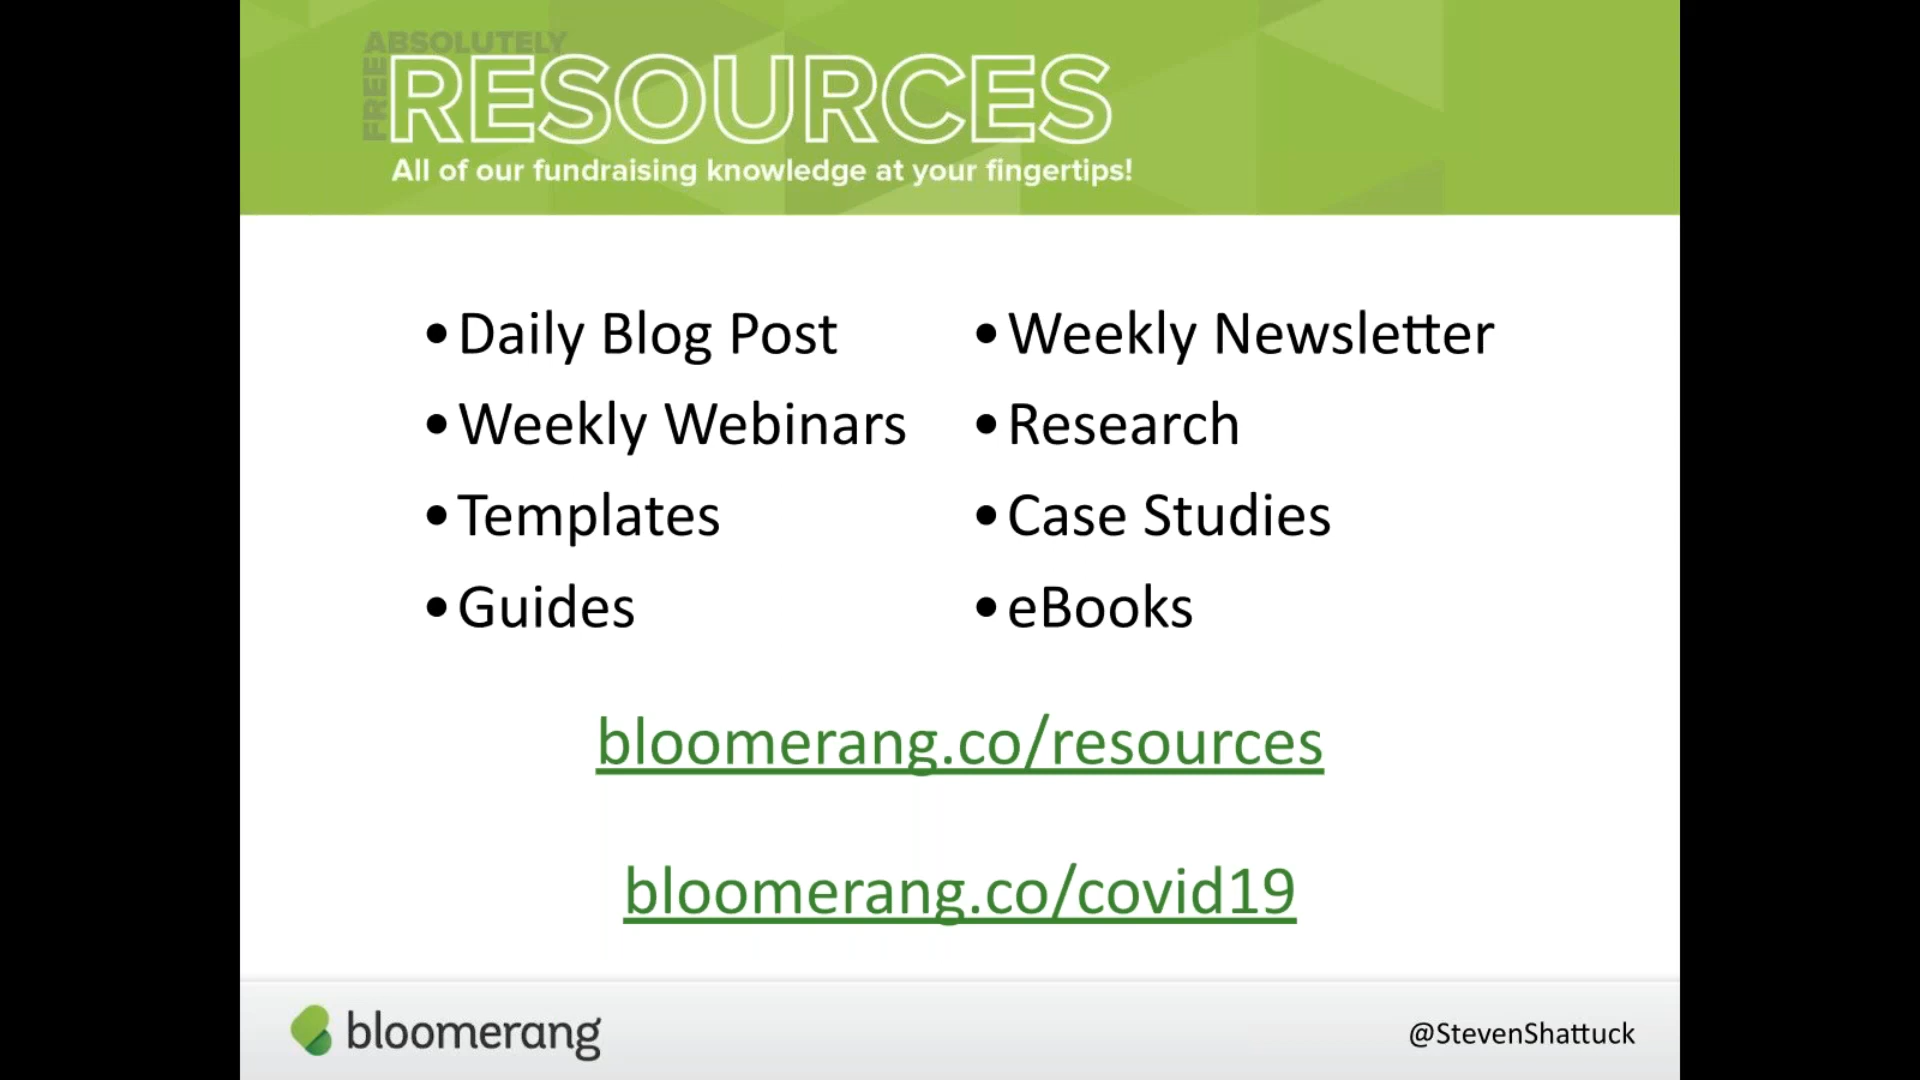 ABSOLUTELY
FREE
RESOURCES
All of our fundraising knowledge at your fingertips!
•Daily Blog Post
•Weekly Webinars
•Templates
•Guides
•Weekly Newsletter
•Research
•Case Studies
•eBooks
bloomerang.co/resources
bloomerang.co/covid19
bloomerang
@StevenShattuck